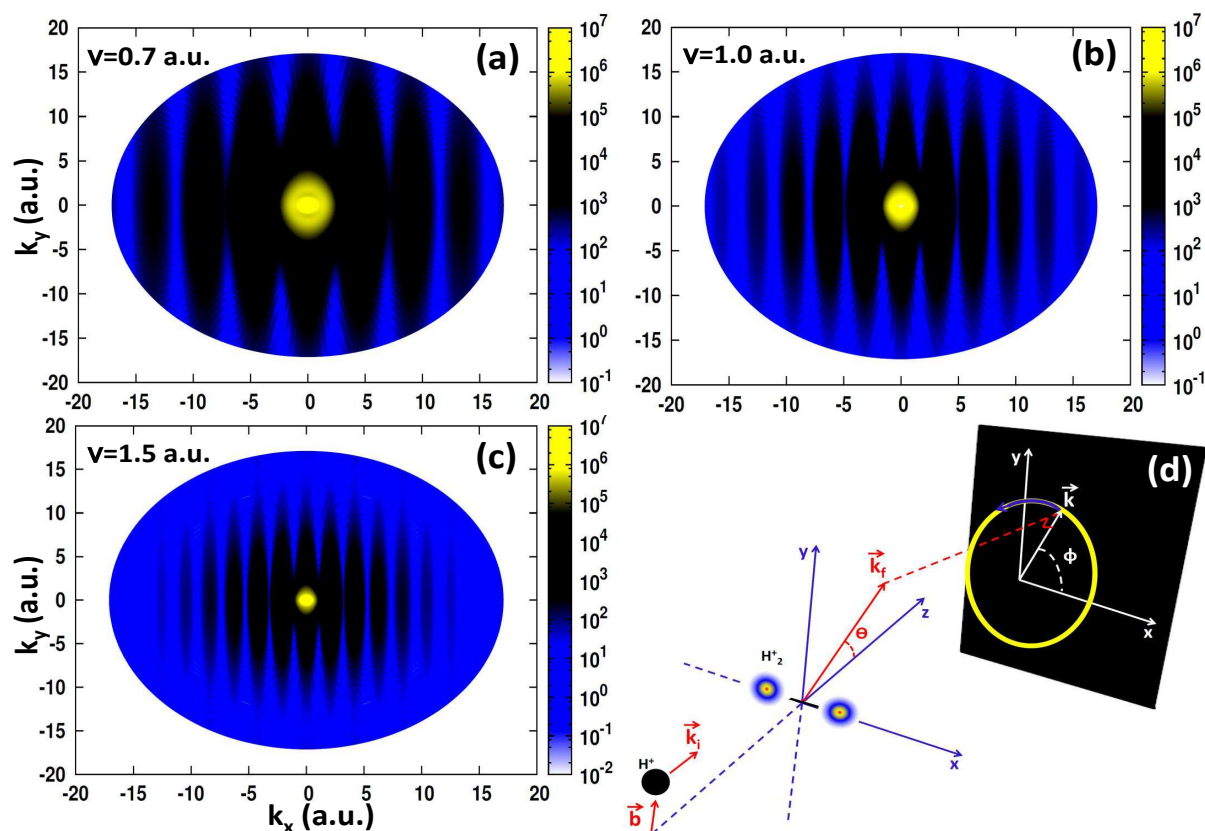 v=0.7 a.u.
(a)
k_y (a.u.)
20
15
10
5
0
-5
-10
-15
-20
-20 -15 -10 -5 0 5 10 15 20
10^7
10^6
10^5
10^4
10^3
10^2
10^1
10^0
10^-1
v=1.0 a.u.
(b)
20
15
10
5
0
-5
-10
-15
-20
-20 -15 -10 -5 0 5 10 15 20
10^7
10^6
10^5
10^4
10^3
10^2
10^1
10^0
10^-1
v=1.5 a.u.
(c)
k_y (a.u.)
20
15
10
5
0
-5
-10
-15
-20
-20 -15 -10 -5 0 5 10 15 20
k_x (a.u.)
10^7
10^6
10^5
10^4
10^3
10^2
10^1
10^0
10^-1
10^-2
(d)
y
k
z
ϕ
x
y
k_f
z
Θ
H^+_2
k_i
H^+
x
b